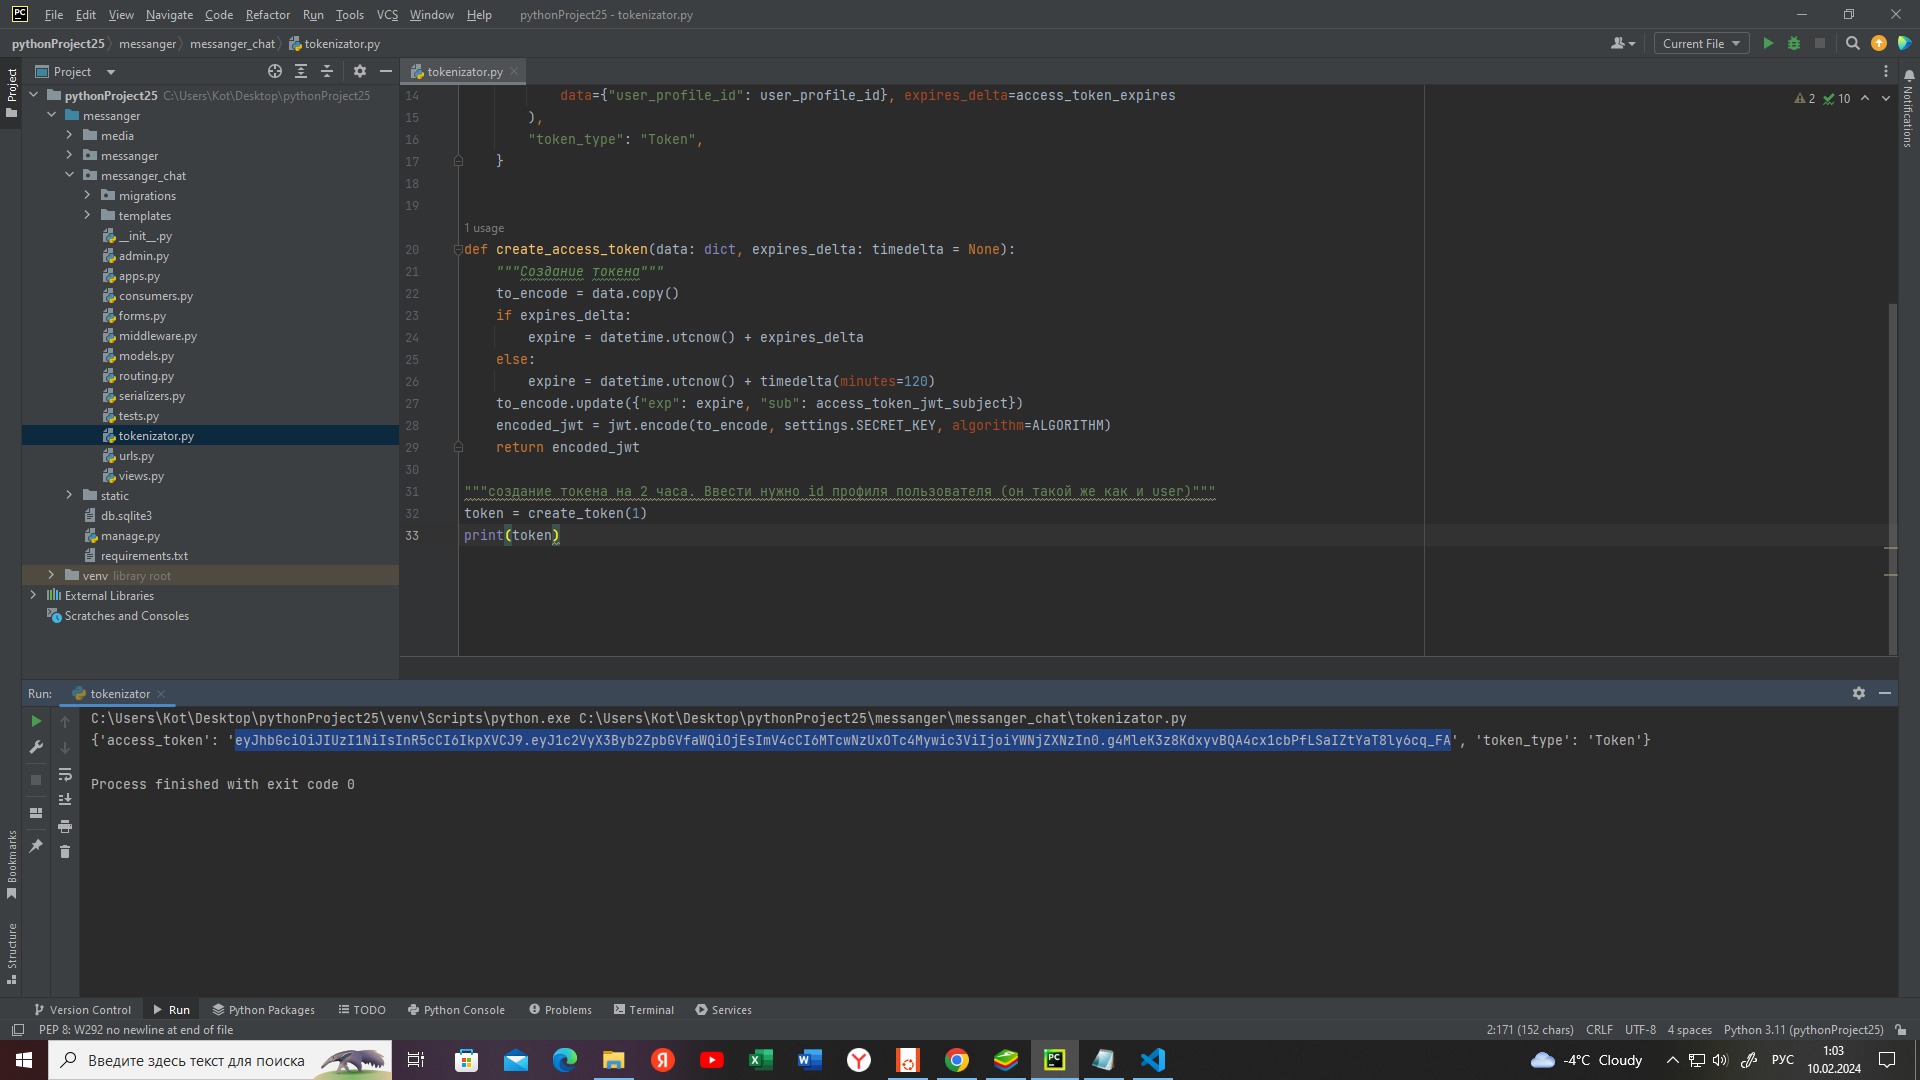 File Edit View Navigate Code Refactor Run Tools VCS Window Help pythonProject25 - tokenizator.py
pythonProject25 messanger messanger_chat tokenizator.py Current File
Project tokenizator.py
pythonProject25 C:\Users\Kot\Desktop\pythonProject25
messanger
media
messanger
messanger_chat
migrations
templates
__init__.py
admin.py
apps.py
consumers.py
forms.py
middleware.py
models.py
routing.py
serializers.py
tests.py
tokenizator.py
urls.py
views.py
static
db.sqlite3
manage.py
requirements.txt
venv library root
External Libraries
Scratches and Consoles
Project
Bookmarks
Structure
Notifications
2 10
14 data={"user_profile_id": user_profile_id}, expires_delta=access_token_expires
15 ),
16 "token_type": "Token",
17 }
18
19
1 usage
20 def create_access_token(data: dict, expires_delta: timedelta = None):
21 """Создание токена"""
22 to_encode = data.copy()
23 if expires_delta:
24 expire = datetime.utcnow() + expires_delta
25 else:
26 expire = datetime.utcnow() + timedelta(minutes=120)
27 to_encode.update({"exp": expire, "sub": access_token_jwt_subject})
28 encoded_jwt = jwt.encode(to_encode, settings.SECRET_KEY, algorithm=ALGORITHM)
29 return encoded_jwt
30
31 """создание токена на 2 часа. Ввести нужно id профиля пользователя (он такой же как и user)"""
32 token = create_token(1)
33 print(token)
Run: tokenizator
C:\Users\Kot\Desktop\pythonProject25\venv\Scripts\python.exe C:\Users\Kot\Desktop\pythonProject25\messanger\messanger_chat\tokenizator.py
{'access_token': 'eyJhbGciOiJIUzI1NiIsInR5cCI6IkpXVCJ9.eyJ1c2VyX3Byb2ZpbGVfaWQiOjEsImV4cCI6MTcwNzUxOTc4Mywic3ViIjoiYWNjZXNzIn0.g4MleK3z8KdxyvBQA4cx1cbPfLSaIZtYaT8ly6cq_FA', 'token_type': 'Token'}
Process finished with exit code 0
Version Control Run Python Packages TODO Python Console Problems Terminal Services
PEP 8: W292 no newline at end of file 2:171 (152 chars) CRLF UTF-8 4 spaces Python 3.11 (pythonProject25)
Введите здесь текст для поиска -4°C Cloudy РУС 1:03
10.02.2024